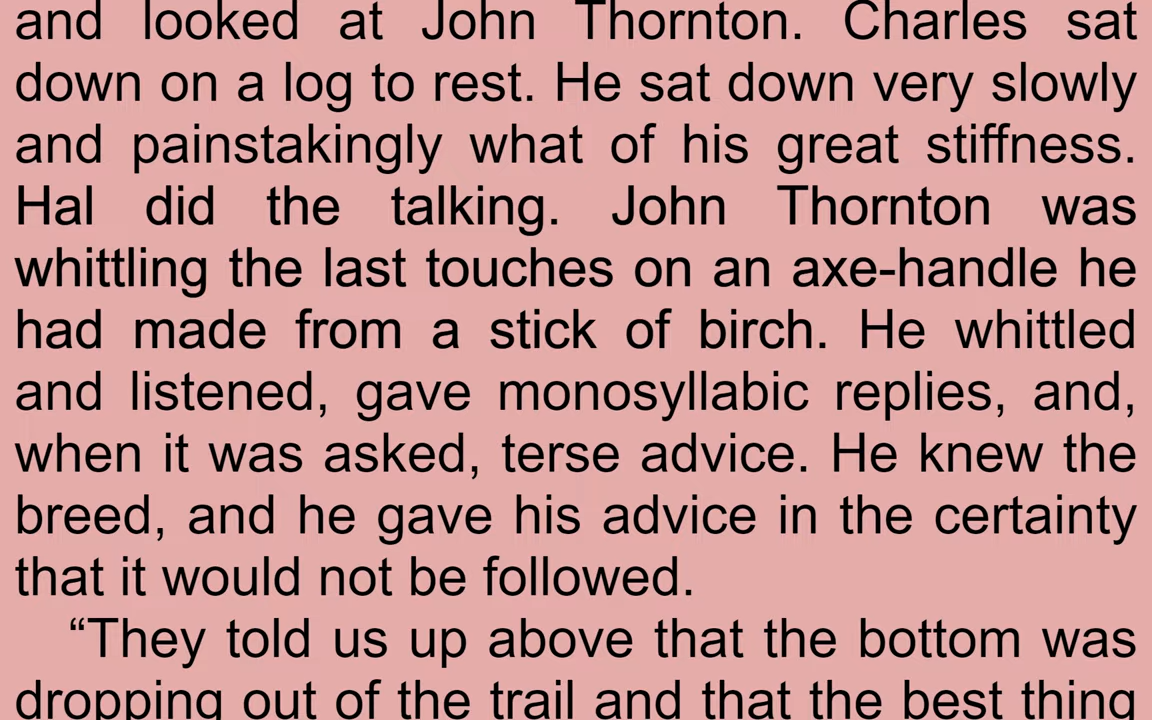 and looked at John Thornton. Charles sat
down on a log to rest. He sat down very slowly
and painstakingly what of his great stiffness.
Hal did the talking. John Thornton was
whittling the last touches on an axe-handle he
had made from a stick of birch. He whittled
and listened, gave monosyllabic replies, and,
when it was asked, terse advice. He knew the
breed, and he gave his advice in the certainty
that it would not be followed.
“They told us up above that the bottom was
dropping out of the trail and that the best thing